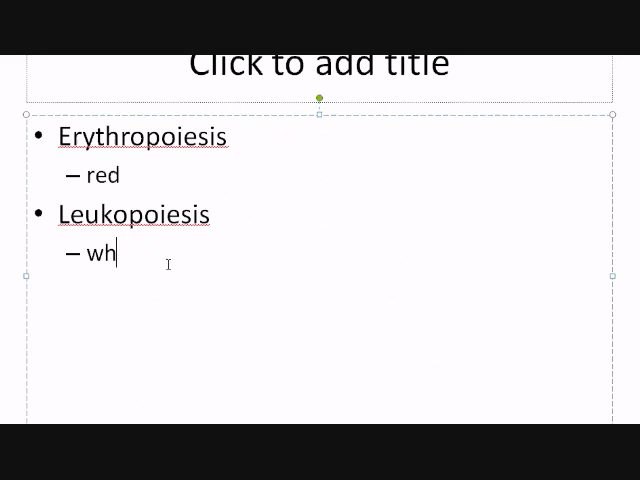 Click to add title
• Erythropoiesis
– red
• Leukopoiesis
– wh